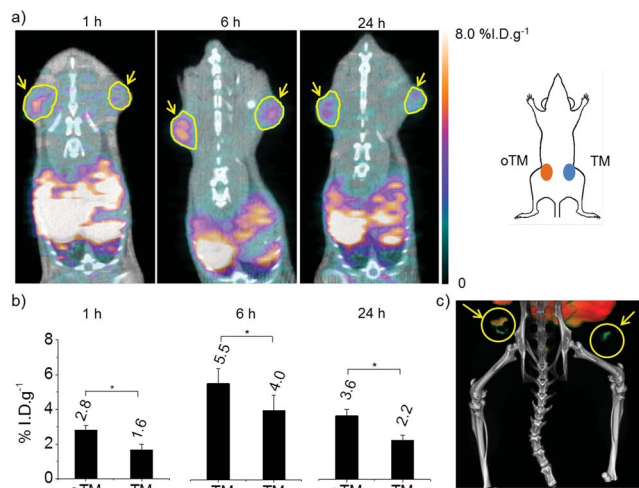 a)
1 h
6 h
24 h
8.0 %I.D.g-1
0
oTM
TM
b)
1 h
6 h
24 h
% I.D.g-1
8
6
4
2
0
2.8
*
1.6
5.5
*
4.0
3.6
*
2.2
c)